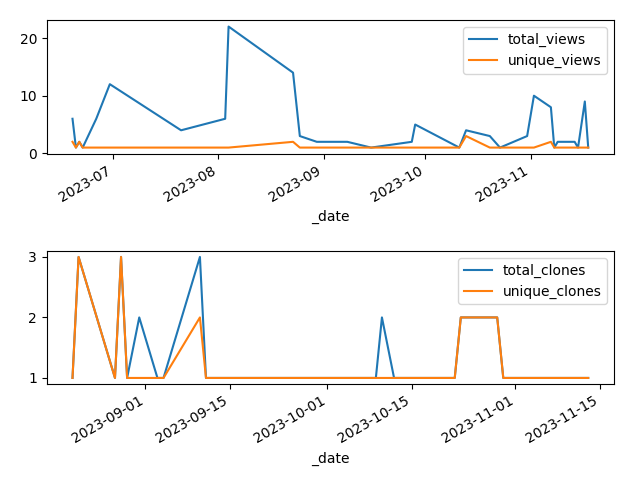 20
10
0
total_views
unique_views
2023-07
2023-08
2023-09
2023-10
2023-11
_date
3
2
1
total_clones
unique_clones
2023-09-01
2023-09-15
2023-10-01
2023-10-15
2023-11-01
2023-11-15
_date